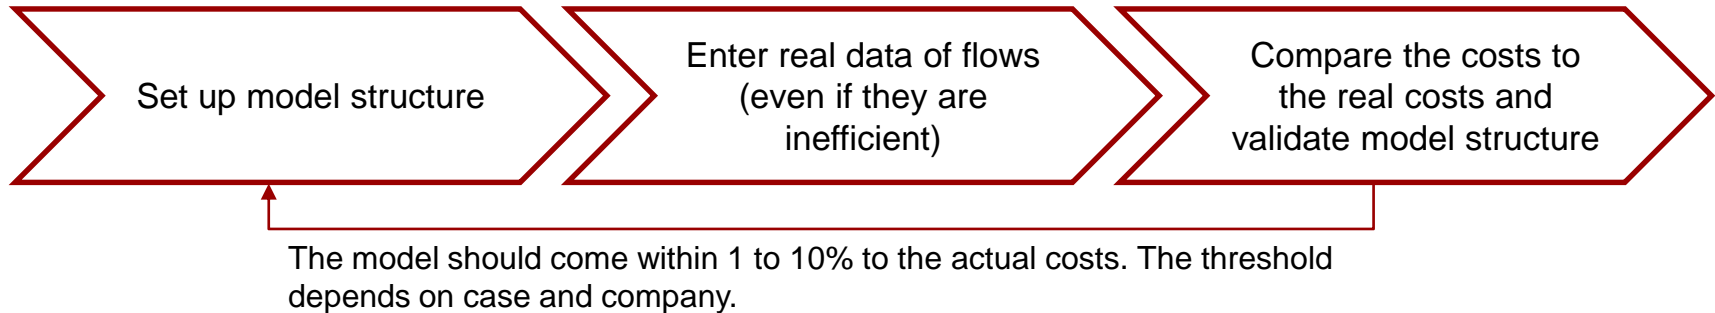 Set up model structure
Enter real data of flows
(even if they are
inefficient)
Compare the costs to
the real costs and
validate model structure
The model should come within 1 to 10% to the actual costs. The threshold
depends on case and company.